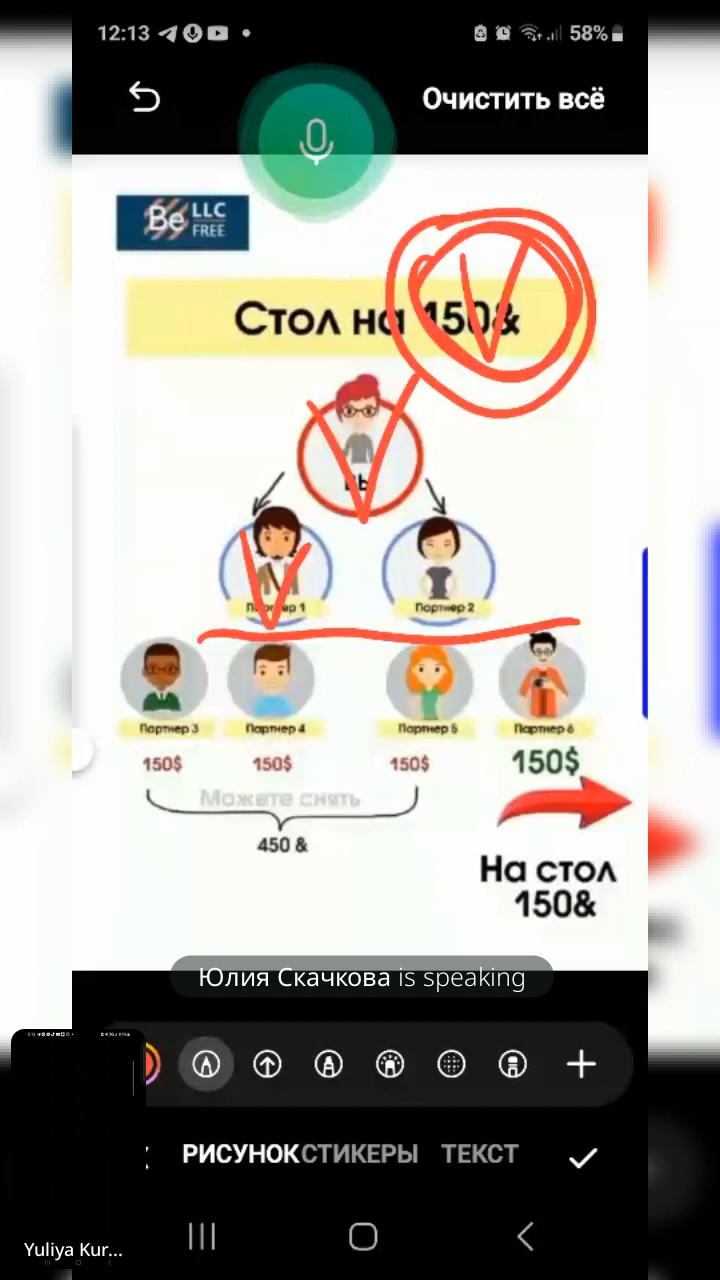 12:13
58%
Очистить всё
Be LLC
FREE
Стол на 150&
Вы
Партнер 1
Партнер 2
Партнер 3
Партнер 4
Партнер 5
Партнер 6
150$
150$
150$
150$
Можете снять
450 &
На стол
150&
Юлия Скачкова is speaking
РИСУНОК
СТИКЕРЫ
ТЕКСТ
Yuliya Kur...